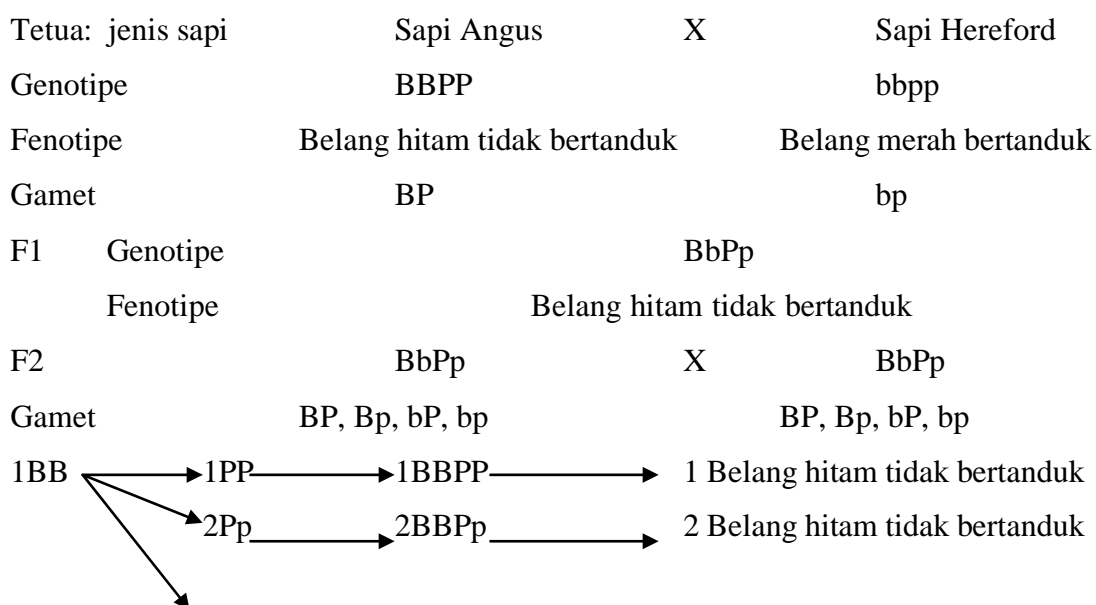 Tetua: jenis sapi Sapi Angus X Sapi Hereford
Genotipe BBPP bbpp
Fenotipe Belang hitam tidak bertanduk Belang merah bertanduk
Gamet BP bp
F1 Genotipe BbPp
Fenotipe Belang hitam tidak bertanduk
F2 BbPp X BbPp
Gamet BP, Bp, bP, bp BP, Bp, bP, bp
1BB 1PP 1BBPP 1 Belang hitam tidak bertanduk
2Pp 2BBPp 2 Belang hitam tidak bertanduk